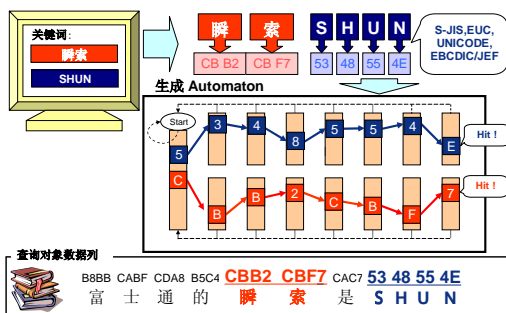 关键词:
瞬索
SHUN
瞬 索
CB B2 CB F7
S H U N
53 48 55 4E
S-JIS,EUC,
UNICODE,
EBCDIC/JEF
生成 Automaton
Start
5 3 4 8 5 5 4 E
Hit !
C B B 2 C B F 7
Hit !
查询对象数据列
B8BB CABF CDA8 B5C4 CBB2 CBF7 CAC7 53 48 55 4E
富 士 通 的 瞬 索 是 S H U N